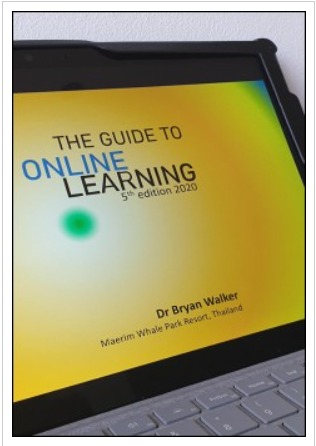 THE GUIDE TO
ONLINE
LEARNING
5th edition 2020
Dr Bryan Walker
Maerim Whale Park Resort, Thailand